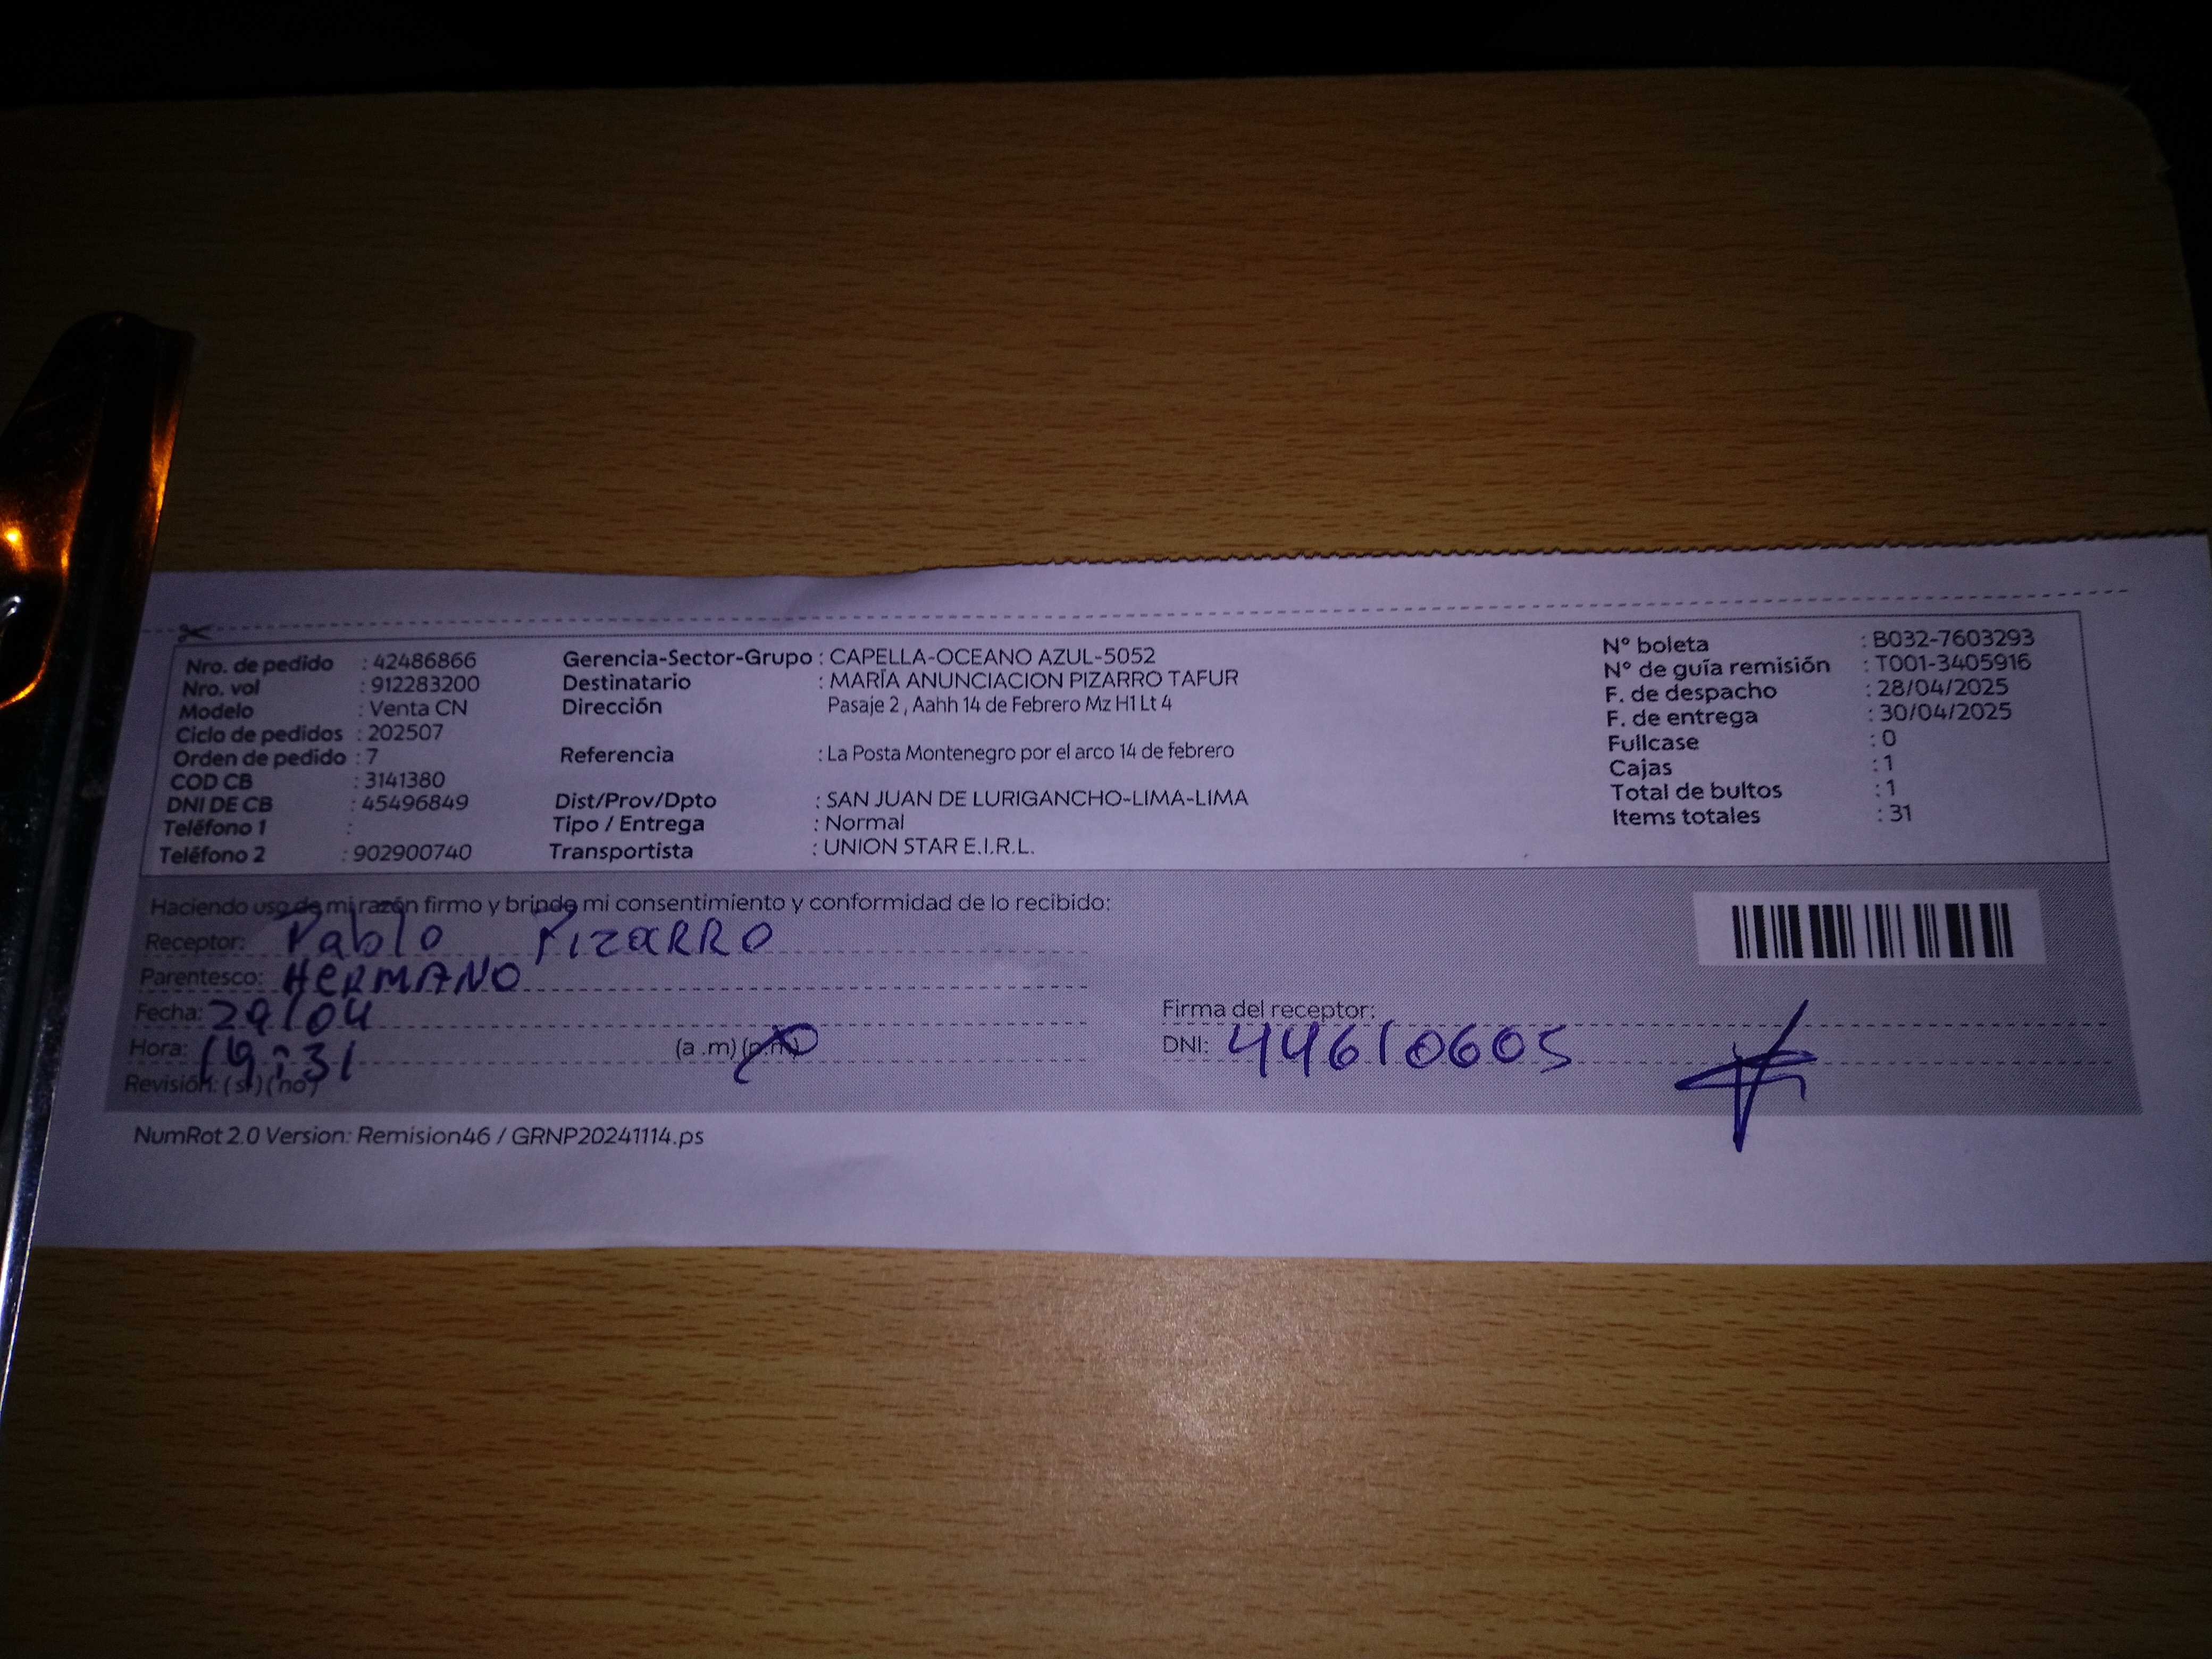 Nro. de pedido : 42486866
Nro. vol : 912283200
Modelo : Venta CN
Ciclo de pedidos : 202507
Orden de pedido : 7
COD CB : 3141380
DNI DE CB : 45496849
Teléfono 1 :
Teléfono 2 : 902900740
Gerencia-Sector-Grupo : CAPELLA-OCEANO AZUL-5052
Destinatario : MARÍA ANUNCIACION PIZARRO TAFUR
Dirección Pasaje 2 , Aahh 14 de Febrero Mz H1 Lt 4
Referencia : La Posta Montenegro por el arco 14 de febrero
Dist/Prov/Dpto : SAN JUAN DE LURIGANCHO-LIMA-LIMA
Tipo / Entrega : Normal
Transportista : UNION STAR E.I.R.L.
N° boleta : B032-7603293
N° de guía remisión : T001-3405916
F. de despacho : 28/04/2025
F. de entrega : 30/04/2025
Fullcase : 0
Cajas : 1
Total de bultos : 1
Items totales : 31
Haciendo uso de mi razón firmo y brindo mi consentimiento y conformidad de lo recibido:
Receptor: Pablo PizaRRO
Parentesco: HERMANO
Fecha: 29/04
Hora: 19:31 (a .m) (p.m)
Revisión: ( si ) ( no )
Firma del receptor:
DNI: 44610605
NumRot 2.0 Version: Remision46 / GRNP20241114.ps